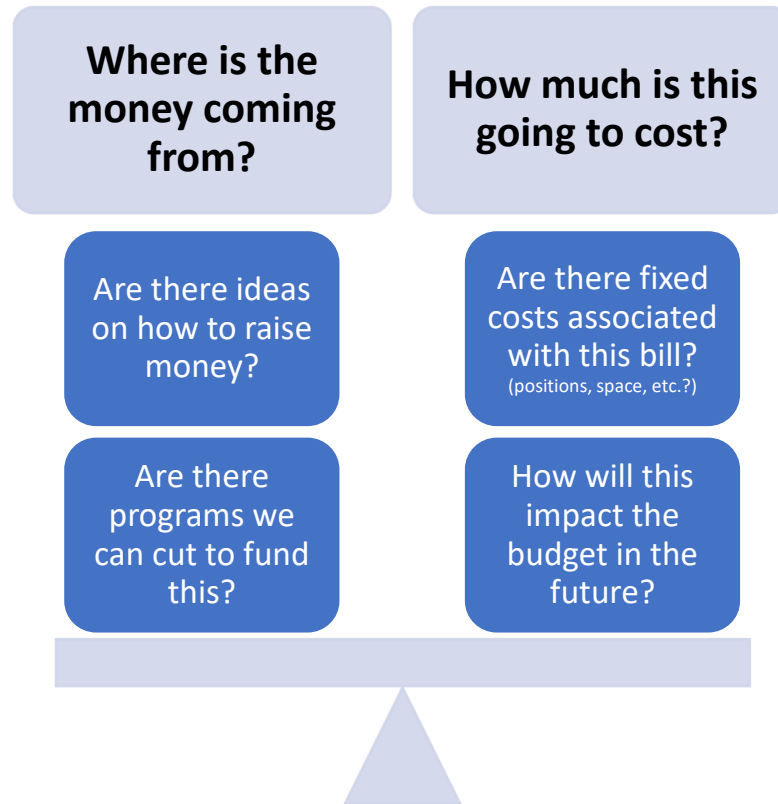 Where is the
money coming
from?
How much is this
going to cost?
Are there ideas
on how to raise
money?
Are there
programs we
can cut to fund
this?
Are there fixed
costs associated
with this bill?
(positions, space, etc.?)
How will this
impact the
budget in the
future?